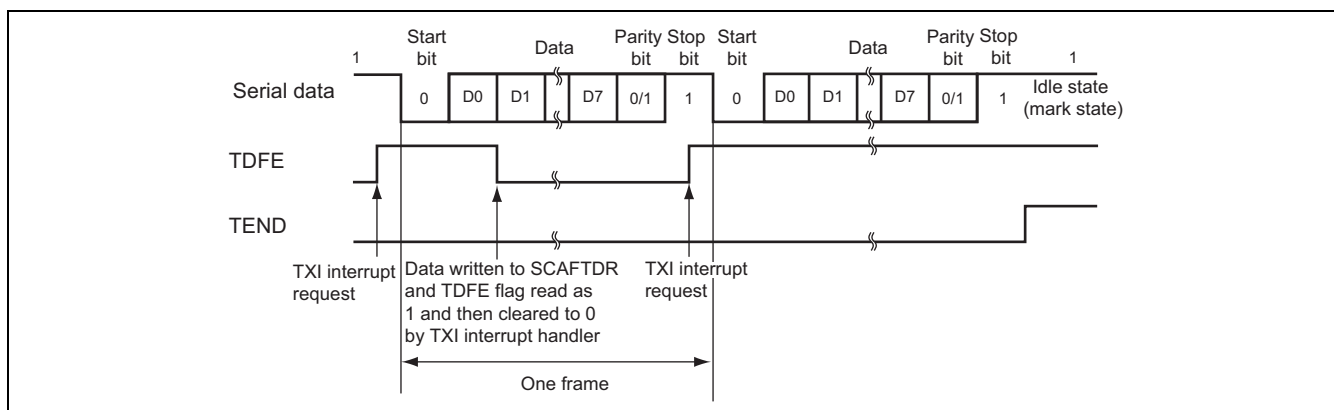 Start Parity Stop Start Parity Stop
1 bit Data bit bit bit Data bit bit 1
Serial data 0 D0 D1 D7 0/1 1 0 D0 D1 D7 0/1 1 Idle state
(mark state)
TDFE
TEND
TXI interrupt
request
Data written to SCAFTDR
and TDFE flag read as
1 and then cleared to 0
by TXI interrupt handler
TXI interrupt
request
One frame